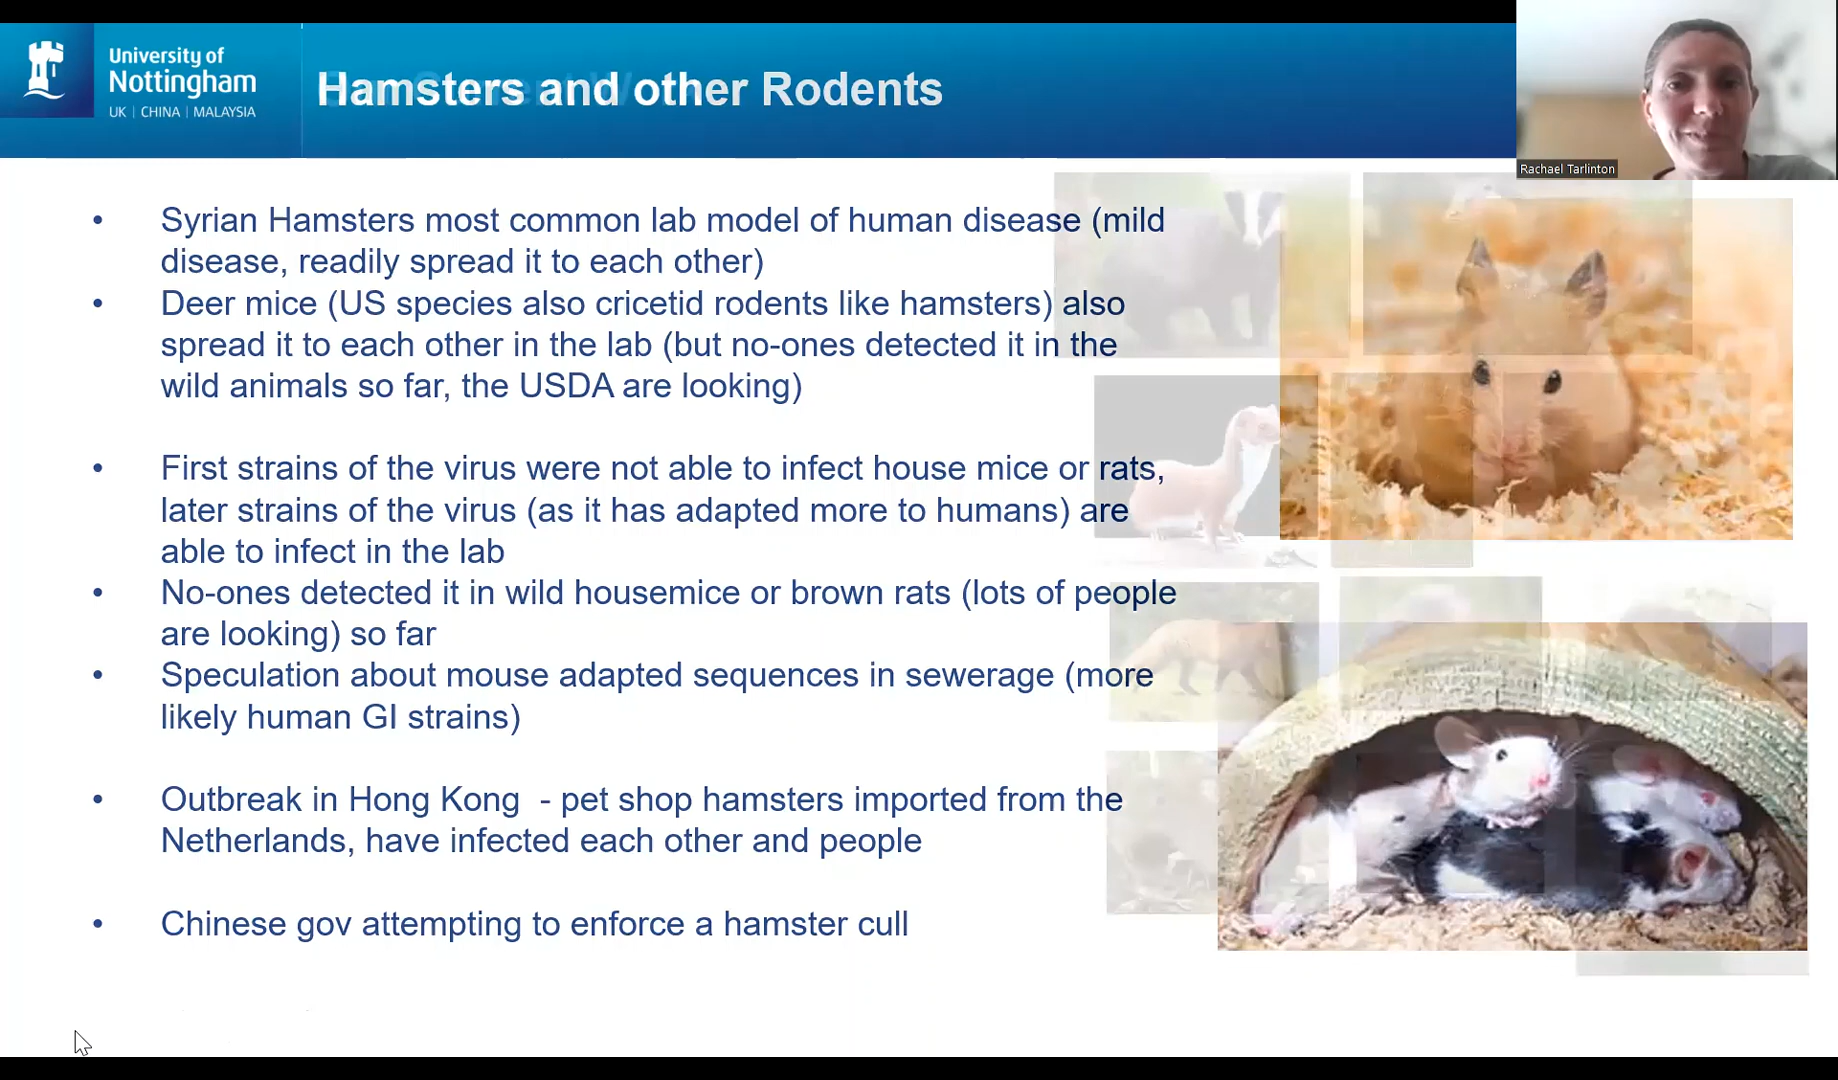 University of
Nottingham
UK | CHINA | MALAYSIA
Hamsters and other Rodents
Rachael Tarlinton
• Syrian Hamsters most common lab model of human disease (mild
disease, readily spread it to each other)
• Deer mice (US species also cricetid rodents like hamsters) also
spread it to each other in the lab (but no-ones detected it in the
wild animals so far, the USDA are looking)
• First strains of the virus were not able to infect house mice or rats,
later strains of the virus (as it has adapted more to humans) are
able to infect in the lab
• No-ones detected it in wild housemice or brown rats (lots of people
are looking) so far
• Speculation about mouse adapted sequences in sewerage (more
likely human GI strains)
• Outbreak in Hong Kong  - pet shop hamsters imported from the
Netherlands, have infected each other and people
• Chinese gov attempting to enforce a hamster cull